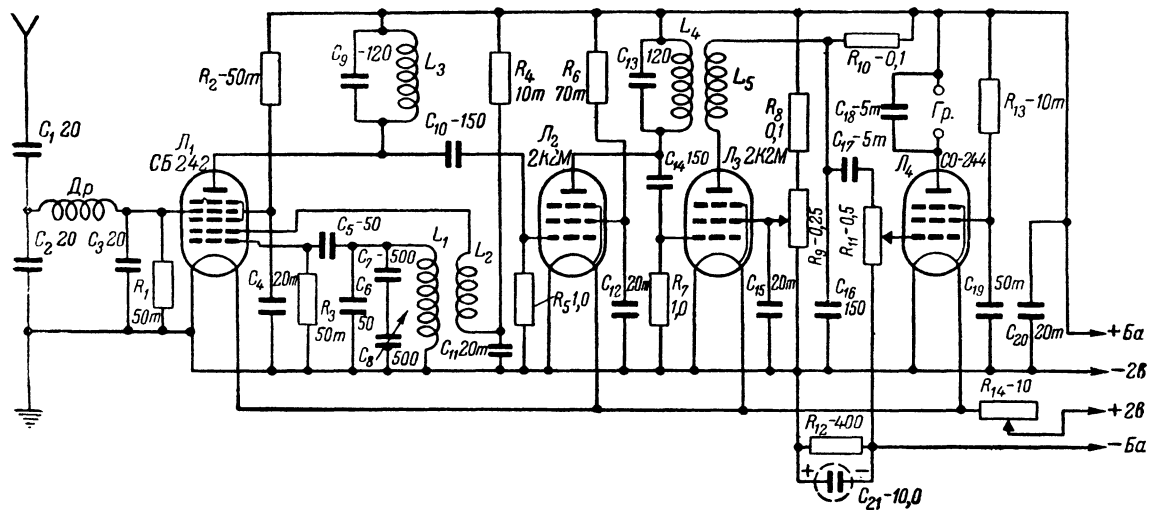 C₁ 20
Др
C₂ 20
C₃ 20
R₁
50т
Л₁
СБ 242
R₂-50т
C₄ 20т
R₃
50т
C₅-50
C₆
50
C₇-500
C₈ 500
L₁
L₂
C₉-120
L₃
C₁₀-150
R₄
10т
C₁₁ 20т
R₅ 1,0
Л₂
2К2М
R₆
70т
C₁₂ 20т
C₁₃ 120
L₄
L₅
C₁₄ 150
R₇
1,0
Л₃ 2К2М
C₁₅ 20т
R₈
0,1
R₉-0,25
R₁₀-0,1
C₁₆
150
C₁₇-5т
R₁₁-0,5
C₁₈-5т
Гр.
Л₄ СО-244
R₁₃-10т
C₁₉ 50т
C₂₀ 20т
R₁₄-10
R₁₂-400
+ −
C₂₁-10,0
+Ба
−2в
+2в
−Ба